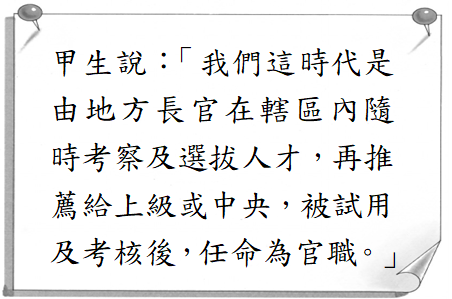 甲生說：「我們這時代是
由地方長官在轄區內隨
時考察及選拔人才，再推
薦給上級或中央，被試用
及考核後，任命為官職。」